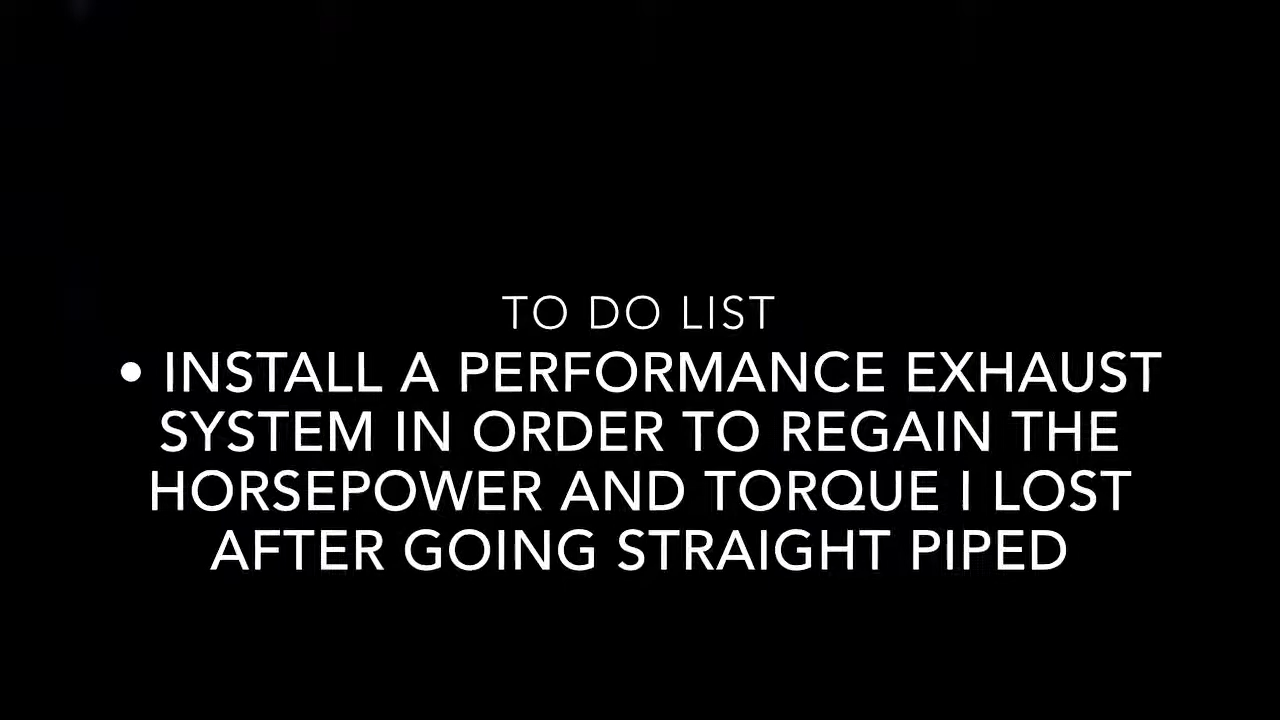 TO DO LIST
• INSTALL A PERFORMANCE EXHAUST
SYSTEM IN ORDER TO REGAIN THE
HORSEPOWER AND TORQUE I LOST
AFTER GOING STRAIGHT PIPED